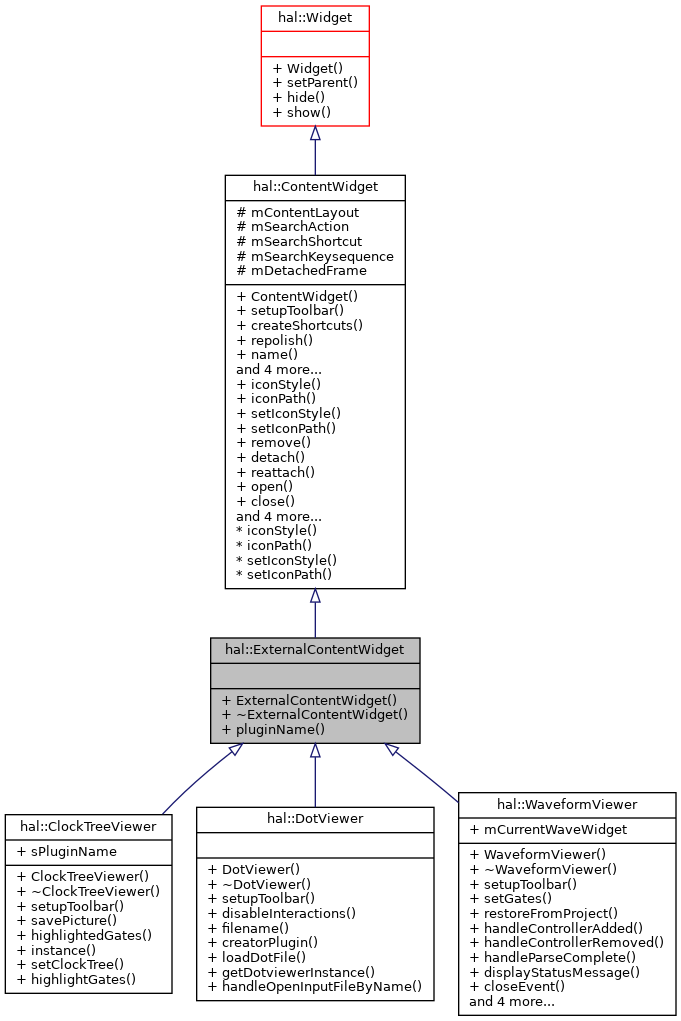 hal::Widget
+ Widget()
+ setParent()
+ hide()
+ show()
hal::ContentWidget
# mContentLayout
# mSearchAction
# mSearchShortcut
# mSearchKeysequence
# mDetachedFrame
+ ContentWidget()
+ setupToolbar()
+ createShortcuts()
+ repolish()
+ name()
and 4 more...
+ iconStyle()
+ iconPath()
+ setIconStyle()
+ setIconPath()
+ remove()
+ detach()
+ reattach()
+ open()
+ close()
and 4 more...
* iconStyle()
* iconPath()
* setIconStyle()
* setIconPath()
hal::ExternalContentWidget
+ ExternalContentWidget()
+ ~ExternalContentWidget()
+ pluginName()
hal::ClockTreeViewer
+ sPluginName
+ ClockTreeViewer()
+ ~ClockTreeViewer()
+ setupToolbar()
+ savePicture()
+ highlightedGates()
+ instance()
+ setClockTree()
+ highlightGates()
hal::DotViewer
+ DotViewer()
+ ~DotViewer()
+ setupToolbar()
+ disableInteractions()
+ filename()
+ creatorPlugin()
+ loadDotFile()
+ getDotviewerInstance()
+ handleOpenInputFileByName()
hal::WaveformViewer
+ mCurrentWaveWidget
+ WaveformViewer()
+ ~WaveformViewer()
+ setupToolbar()
+ setGates()
+ restoreFromProject()
+ handleControllerAdded()
+ handleControllerRemoved()
+ handleParseComplete()
+ displayStatusMessage()
+ closeEvent()
and 4 more...